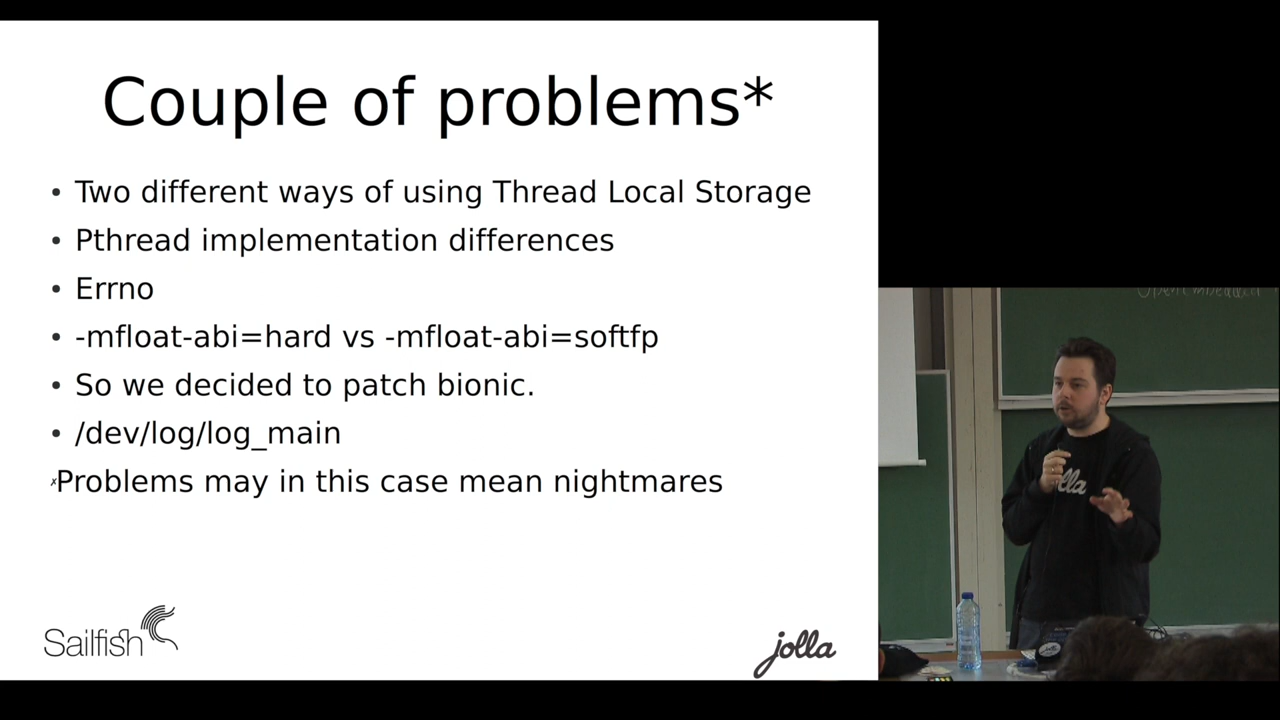 Couple of problems*
• Two different ways of using Thread Local Storage
• Pthread implementation differences
• Errno
• -mfloat-abi=hard vs -mfloat-abi=softfp
• So we decided to patch bionic.
• /dev/log/log_main
✗Problems may in this case mean nightmares
Sailfish
jolla